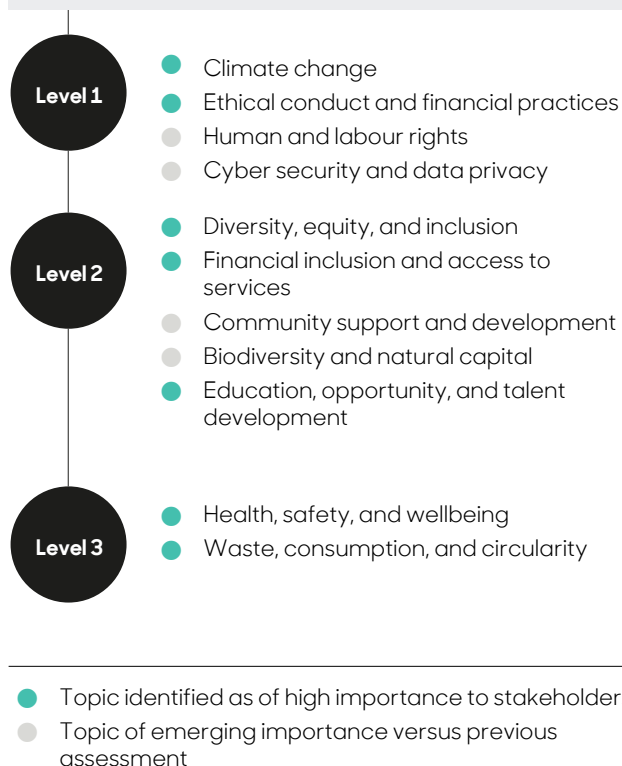 Level 1
Climate change
Ethical conduct and financial practices
Human and labour rights
Cyber security and data privacy
Level 2
Diversity, equity, and inclusion
Financial inclusion and access to
services
Community support and development
Biodiversity and natural capital
Education, opportunity, and talent
development
Level 3
Health, safety, and wellbeing
Waste, consumption, and circularity
Topic identified as of high importance to stakeholder
Topic of emerging importance versus previous
assessment